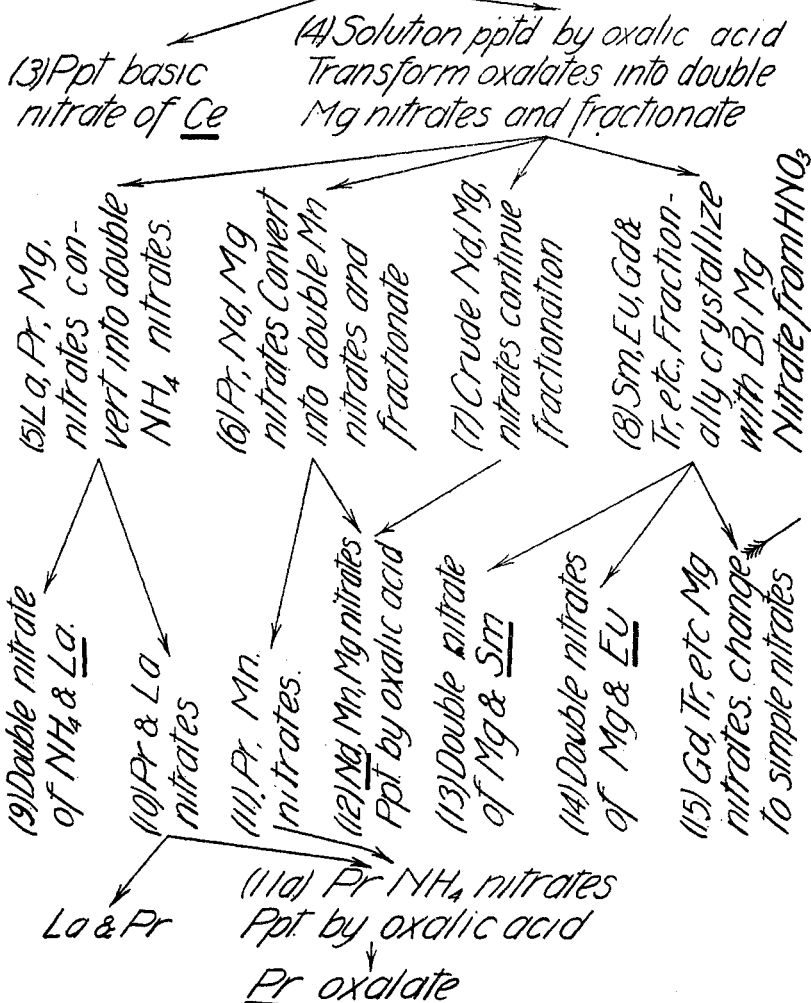 (3) Ppt basic
nitrate of Ce
(4) Solution pptd by oxalic acid
Transform oxalates into double
Mg nitrates and fractionate
(5) La, Pr, Mg,
nitrates con-
vert into double
NH₄ nitrates.
(6) Pr, Nd, Mg
nitrates Convert
into double Mn
nitrates and
fractionate
(7) Crude Nd, Mg,
nitrates continue
fractionation
(8) Sm, Eu, Gd &
Tr, etc., Fraction-
ally crystallize
with Bi Mg
Nitrate from HNO₃
(9) Double nitrate
of NH₄ & La.
(10) Pr & La
nitrates
(11) Pr. Mn.
nitrates.
(12) Nd, Mn, Mg nitrates
Ppt. by oxalic acid
(13) Double nitrate
of Mg & Sm
(14) Double nitrates
of Mg & Eu
(15) Gd, Tr, etc Mg
nitrates. change
to simple nitrates
La & Pr
(11a) Pr NH₄ nitrates
Ppt. by oxalic acid
Pr oxalate